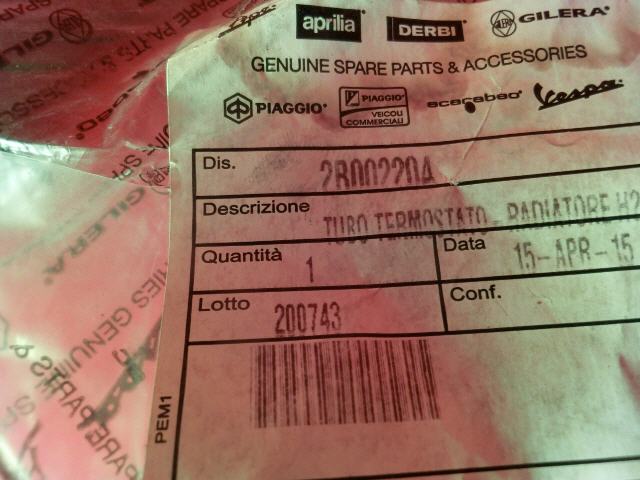 aprilia DERBI GILERA
GENUINE SPARE PARTS & ACCESSORIES
PIAGGIO PIAGGIO VEICOLI COMMERCIALI scarabeo Vespa
Dis. 2B002204
Descrizione TUBO TERMOSTATO - RADIATORE H2
Quantità 1 Data 15-APR-15
Lotto 200743 Conf.
PEM1